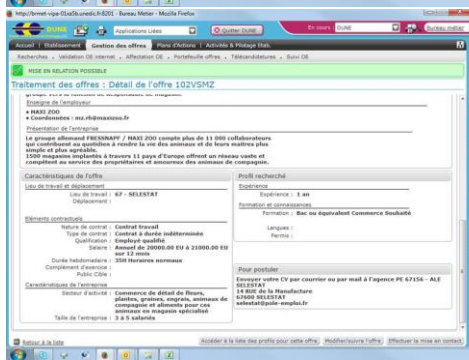 http://bmet-vipa-01xa5b.unedic.fr:8201 - Bureau Metier - Mozilla Firefox
DUNE
Applications Liées
Quitter DUNE
En cours : DUNE
Bureau métier
Accueil | Etablissement | Gestion des offres | Plans d'Actions | Activités & Pilotage Etab.
Recherches Validation OE internet Affectation OE Portefeuille offres Télécandidatures Suivi OE
MISE EN RELATION POSSIBLE
Traitement des offres : Détail de l'offre 102VSMZ
groupe vers la fonction de Responsable de magasin.
Enseigne de l'employeur
• MAXI ZOO
• Coordonnées : mz.rh@maxizoo.fr
Présentation de l'entreprise
Le groupe allemand FRESSNAPF / MAXI ZOO compte plus de 11 000 collaborateurs
qui contribuent au quotidien à rendre la vie des animaux et de leurs maîtres plus
simple et plus agréable.
1500 magasins implantés à travers 11 pays d'Europe offrent un réseau vaste et
compétent au service des propriétaires et amoureux des animaux de compagnie.
Caractéristiques de l'offre
Lieu de travail et déplacement
Lieu de travail : 67 - SELESTAT
Déplacement :
Eléments contractuels
Nature de contrat : Contrat travail
Type de contrat : Contrat à durée indéterminée
Qualification : Employé qualifié
Salaire : Annuel de 20000.00 EU à 21000.00 EU
sur 12 mois
Durée hebdomadaire : 35H Horaires normaux
Complément d'exercice :
Public Cible :
Caractéristiques de l'entreprise
Secteur d'activité : Commerce de détail de fleurs,
plantes, graines, engrais, animaux de
compagnie et aliments pour ces
animaux en magasin spécialisé
Taille de l'entreprise : 3 à 5 salariés
Profil recherché
Expérience
Expérience : 1 an
Formation et connaissances
Formation : Bac ou équivalent Commerce Souhaité
Langues :
Permis :
Pour postuler
Envoyer votre CV par courrier ou par mail à l'agence PE 67156 - ALE
SELESTAT
14 RUE de la Manufacture
67600 SELESTAT
selestat@pole-emploi.fr
Retour à la liste
Accéder à la liste des profils pour cette offre
Modifier/suivre l'offre
Effectuer la mise en contact